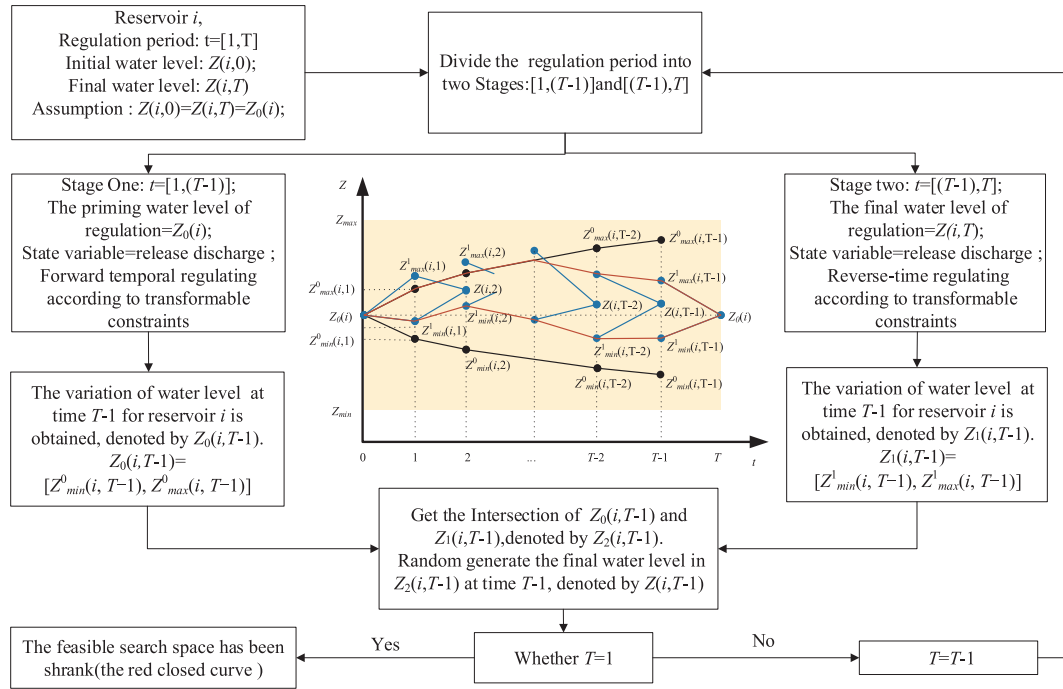 Reservoir i,
Regulation period: t=[1,T]
Initial water level: Z(i,0);
Final water level: Z(i,T)
Assumption : Z(i,0)=Z(i,T)=Z₀(i);
Divide the regulation period into
two Stages:[1,(T-1)]and[(T-1),T]
Stage One: t=[1,(T-1)];
The priming water level of
regulation=Z₀(i);
State variable=release discharge ;
Forward temporal regulating
according to transformable
constraints
Z
Zmax
Z⁰max(i,1)
Z₀(i)
Z⁰min(i,1)
Zmin
Z¹max(i,1)
Z¹max(i,2)
Z(i,2)
Z¹min(i,2)
Z¹min(i,1)
Z⁰min(i,2)
Z⁰max(i,T-2)
Z⁰max(i,T-1)
Z¹max(i,T-1)
Z(i,T-2)
Z(i,T-1)
Z₀(i)
Z¹min(i,T-2)
Z¹min(i,T-1)
Z⁰min(i,T-2)
Z⁰min(i,T-1)
0 1 2 ... T-2 T-1 T t
Stage two: t=[(T-1),T];
The final water level of
regulation=Z(i,T);
State variable=release discharge ;
Reverse-time regulating
according to transformable
constraints
The variation of water level at
time T-1 for reservoir i is
obtained, denoted by Z₀(i,T-1).
Z₀(i,T-1)=
[Z⁰min(i, T−1), Z⁰max(i, T−1)]
The variation of water level at
time T-1 for reservoir i is
obtained, denoted by Z₁(i,T-1).
Z₁(i,T-1)=
[Z¹min(i, T−1), Z¹max(i, T−1)]
Get the Intersection of Z₀(i,T-1) and
Z₁(i,T-1),denoted by Z₂(i,T-1).
Random generate the final water level in
Z₂(i,T-1) at time T-1, denoted by Z(i,T-1)
The feasible search space has been
shrank(the red closed curve )
Yes
Whether T=1
No
T=T-1